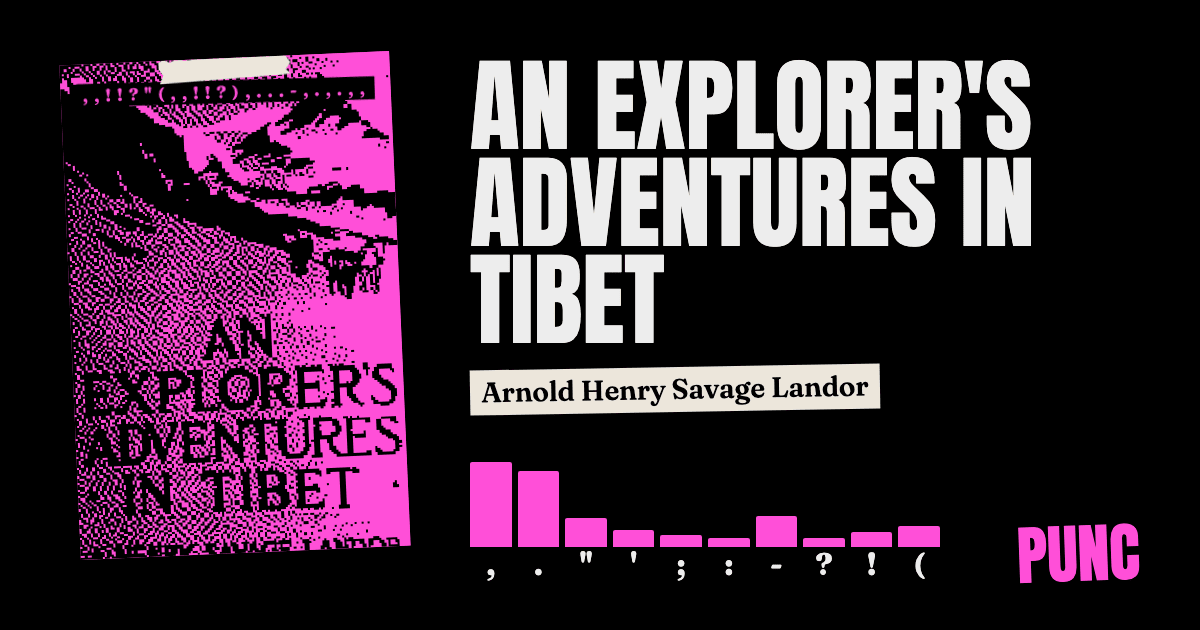 ,,!!?"(,,!!?),...-,.,,,,
AN
EXPLORER'S
ADVENTURES
IN TIBET
AN EXPLORER'S
ADVENTURES IN
TIBET
Arnold Henry Savage Landor
, . " ' ; : - ? ! (
PUNC